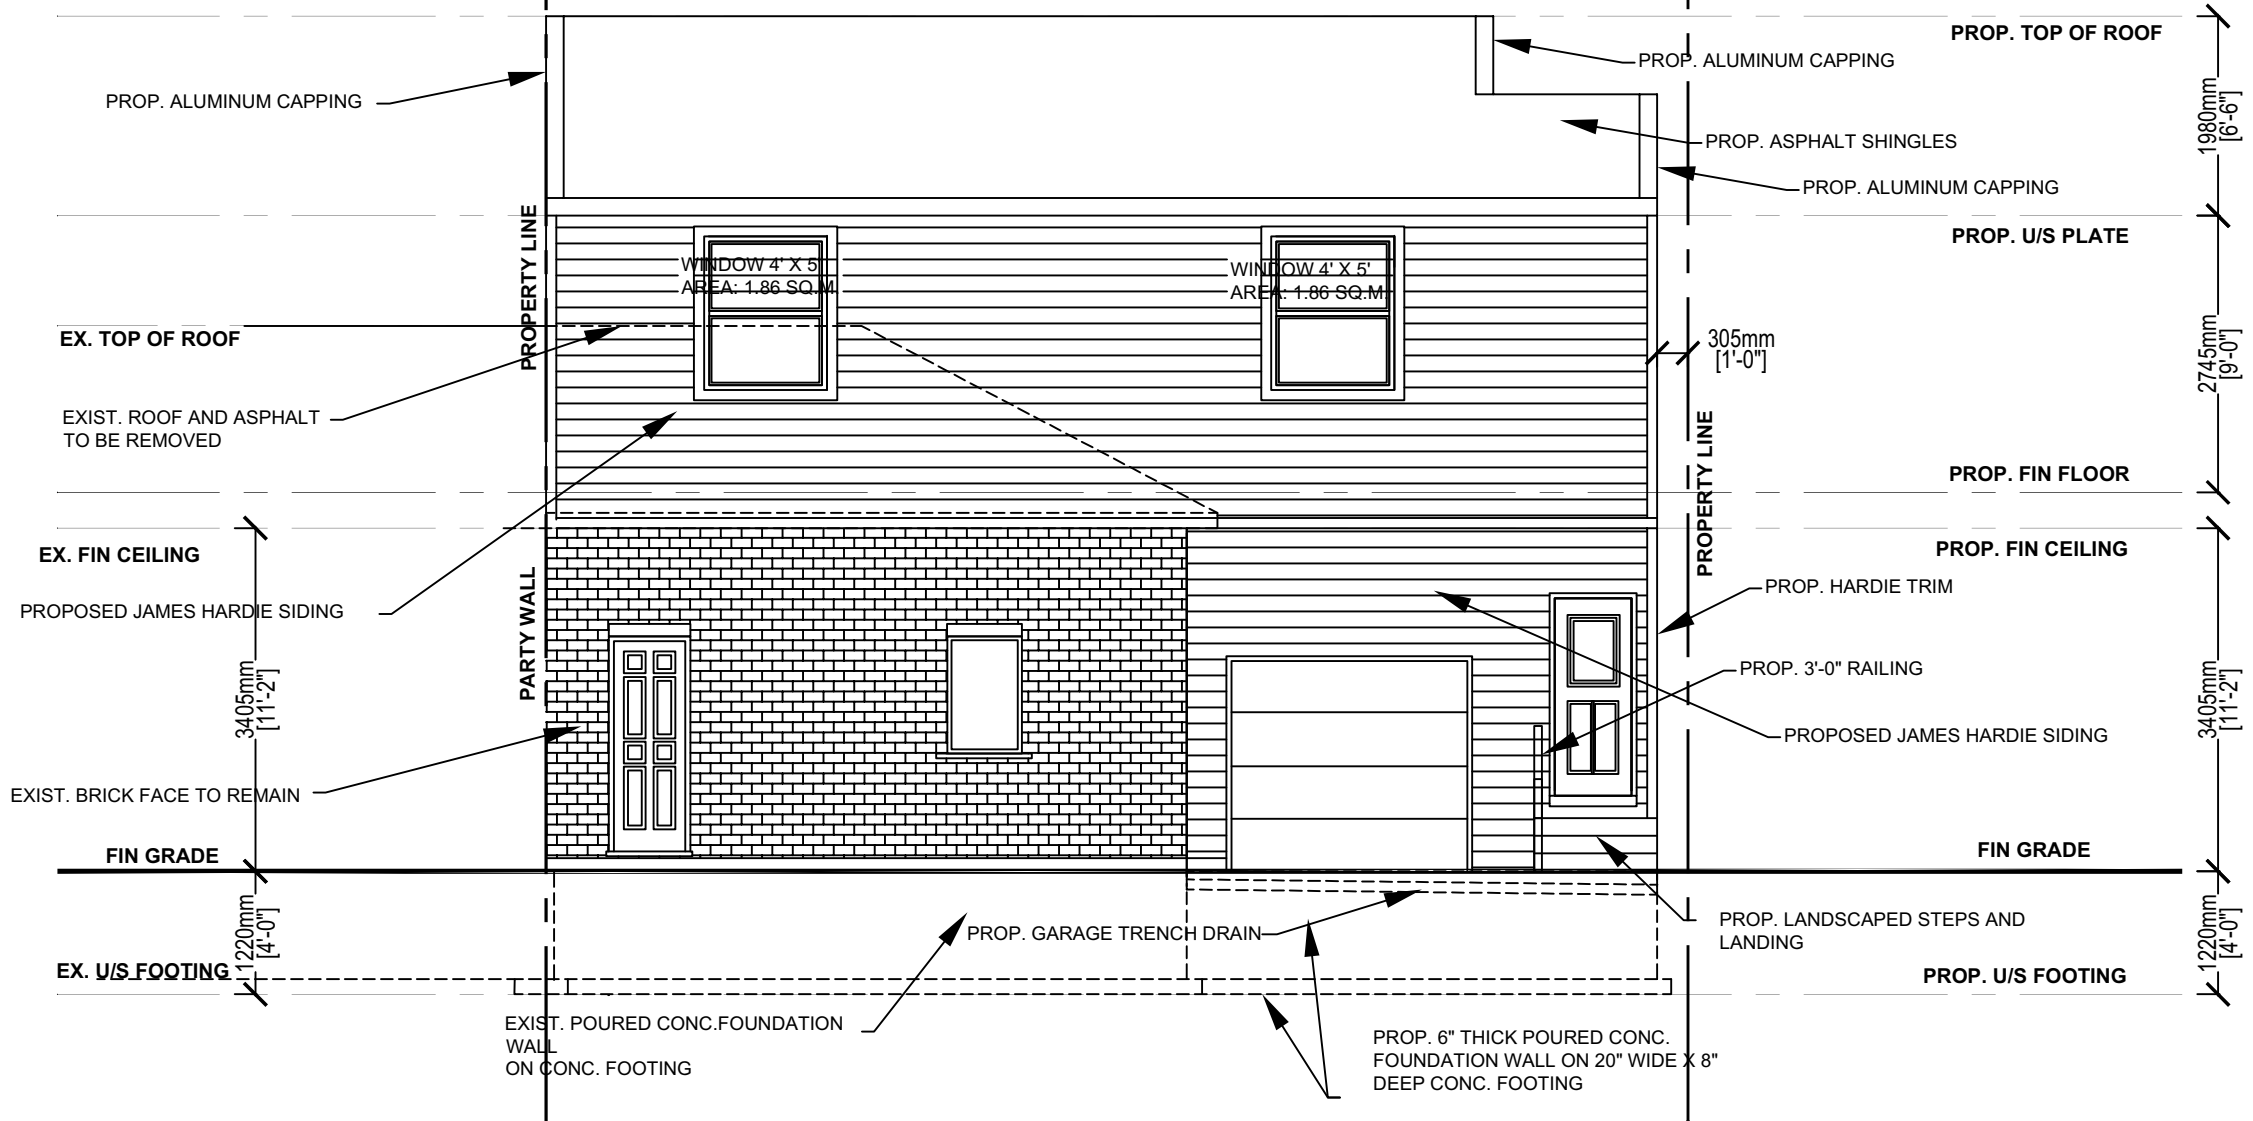 PROP. TOP OF ROOF
PROP. ALUMINUM CAPPING
PROP. ALUMINUM CAPPING
1980mm
[6'-6"]
PROP. ASPHALT SHINGLES
PROP. ALUMINUM CAPPING
PROPERTY LINE
PROP. U/S PLATE
WINDOW 4' X 5'
AREA: 1.86 SQ.M.
WINDOW 4' X 5'
AREA: 1.86 SQ.M.
EX. TOP OF ROOF
305mm
[1'-0"]
2745mm
[9'-0"]
EXIST. ROOF AND ASPHALT
TO BE REMOVED
PROPERTY LINE
PROP. FIN FLOOR
EX. FIN CEILING
PROP. FIN CEILING
PROPOSED JAMES HARDIE SIDING
PARTY WALL
PROP. HARDIE TRIM
PROP. 3'-0" RAILING
3405mm
[11'-2"]
3405mm
[11'-2"]
PROPOSED JAMES HARDIE SIDING
EXIST. BRICK FACE TO REMAIN
FIN GRADE
FIN GRADE
1220mm
[4'-0"]
PROP. GARAGE TRENCH DRAIN
PROP. LANDSCAPED STEPS AND
LANDING
1220mm
[4'-0"]
EX. U/S FOOTING
PROP. U/S FOOTING
EXIST. POURED CONC.FOUNDATION
WALL
ON CONC. FOOTING
PROP. 6" THICK POURED CONC.
FOUNDATION WALL ON 20" WIDE X 8"
DEEP CONC. FOOTING